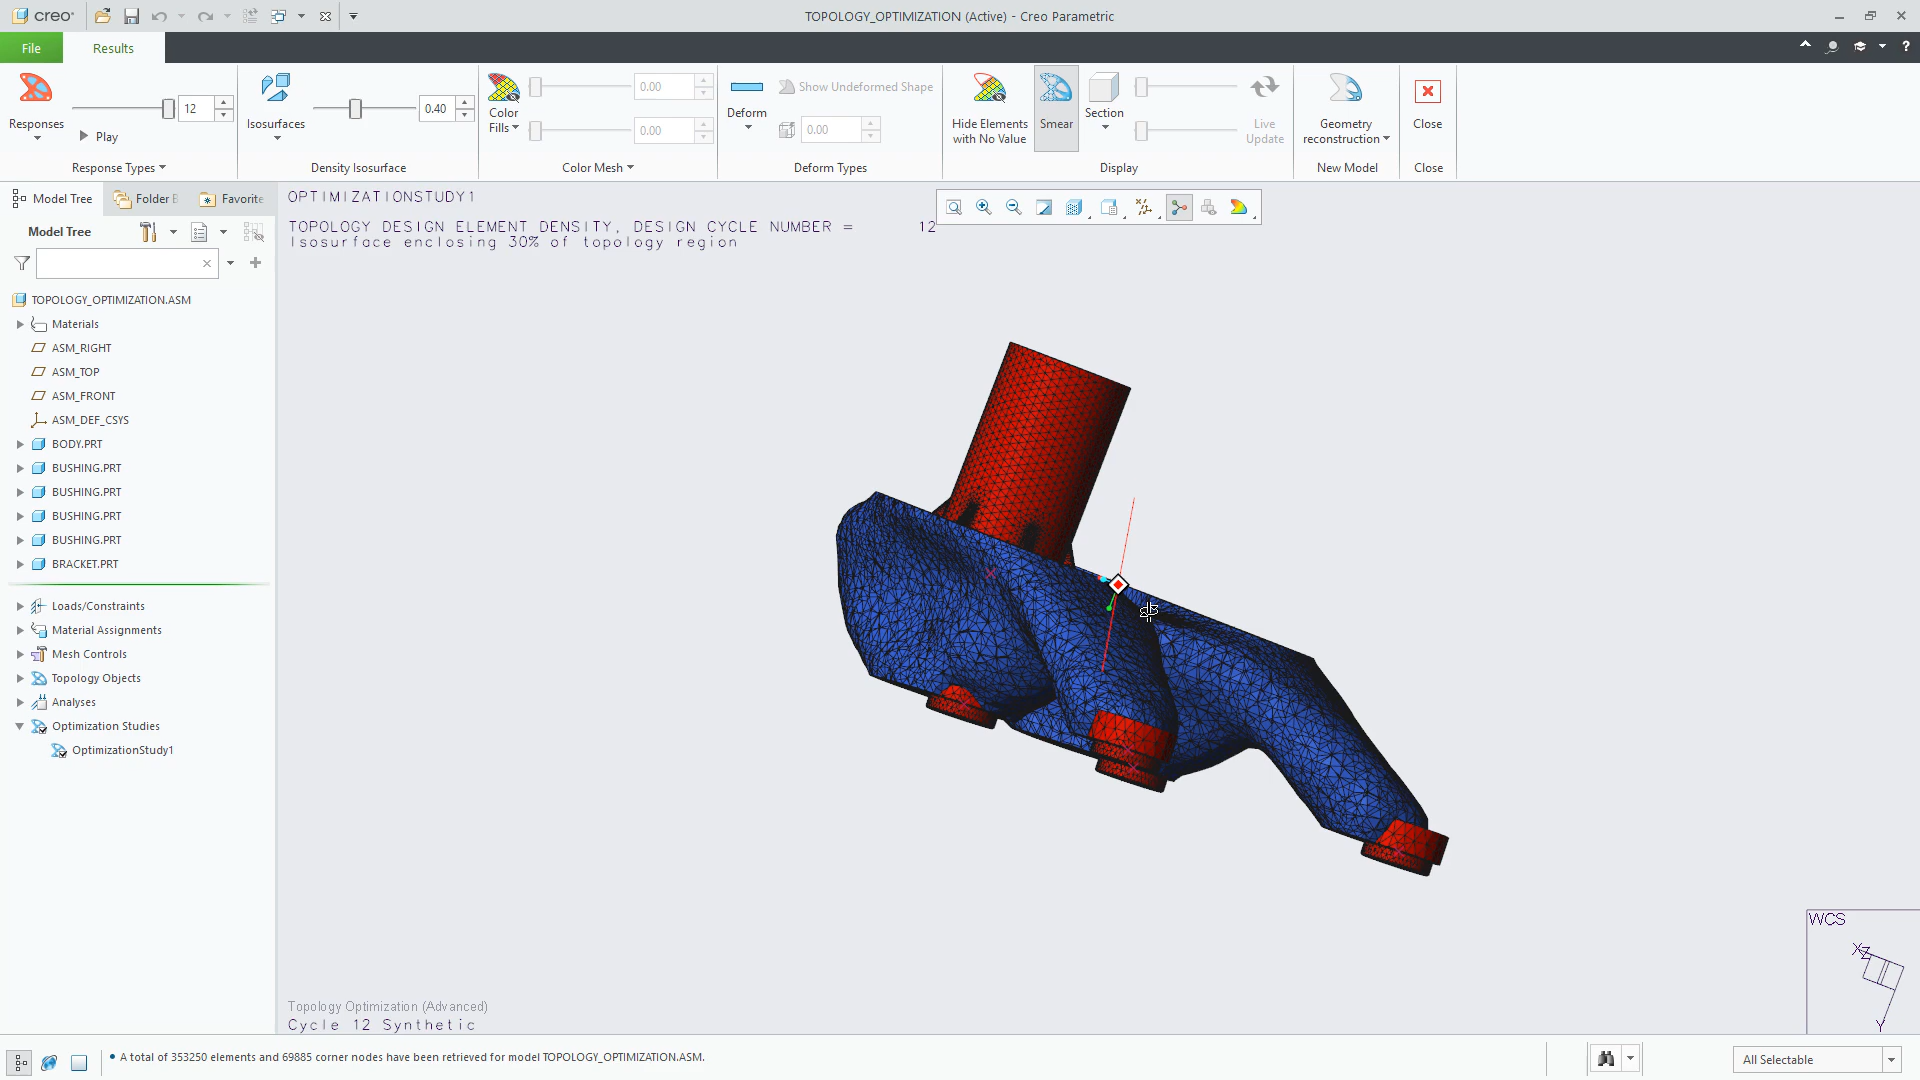 creo
TOPOLOGY_OPTIMIZATION (Active) - Creo Parametric
File
Results
?
Responses
12
Play
Response Types
Isosurfaces
0.40
Density Isosurface
Color
Fills
0.00
0.00
Color Mesh
Deform
Show Undeformed Shape
0.00
Deform Types
Hide Elements
with No Value
Smear
Section
Live
Update
Display
Geometry
reconstruction
New Model
Close
Close
Model Tree
Folder
Favorite
Model Tree
TOPOLOGY_OPTIMIZATION.ASM
Materials
ASM_RIGHT
ASM_TOP
ASM_FRONT
ASM_DEF_CSYS
BODY.PRT
BUSHING.PRT
BUSHING.PRT
BUSHING.PRT
BUSHING.PRT
BRACKET.PRT
Loads/Constraints
Material Assignments
Mesh Controls
Topology Objects
Analyses
Optimization Studies
OptimizationStudy1
OPTIMIZATIONSTUDY1
TOPOLOGY DESIGN ELEMENT DENSITY, DESIGN CYCLE NUMBER = 12
Isosurface enclosing 30% of topology region
WCS
X
Z
Y
Topology Optimization (Advanced)
Cycle 12 Synthetic
• A total of 353250 elements and 69885 corner nodes have been retrieved for model TOPOLOGY_OPTIMIZATION.ASM.
All Selectable